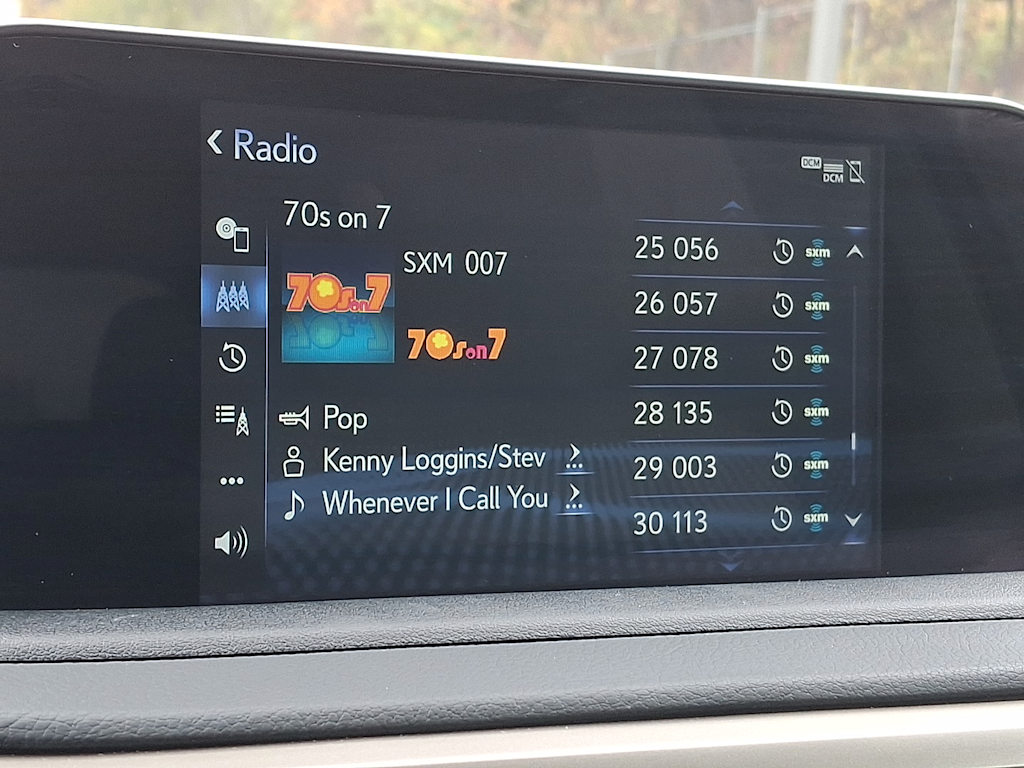 Radio
DCM
DCM
70s on 7
SXM 007
70s on 7
70s on 7
Pop
Kenny Loggins/Stev ...
Whenever I Call You ...
25 056 sxm
26 057 sxm
27 078 sxm
28 135 sxm
29 003 sxm
30 113 sxm